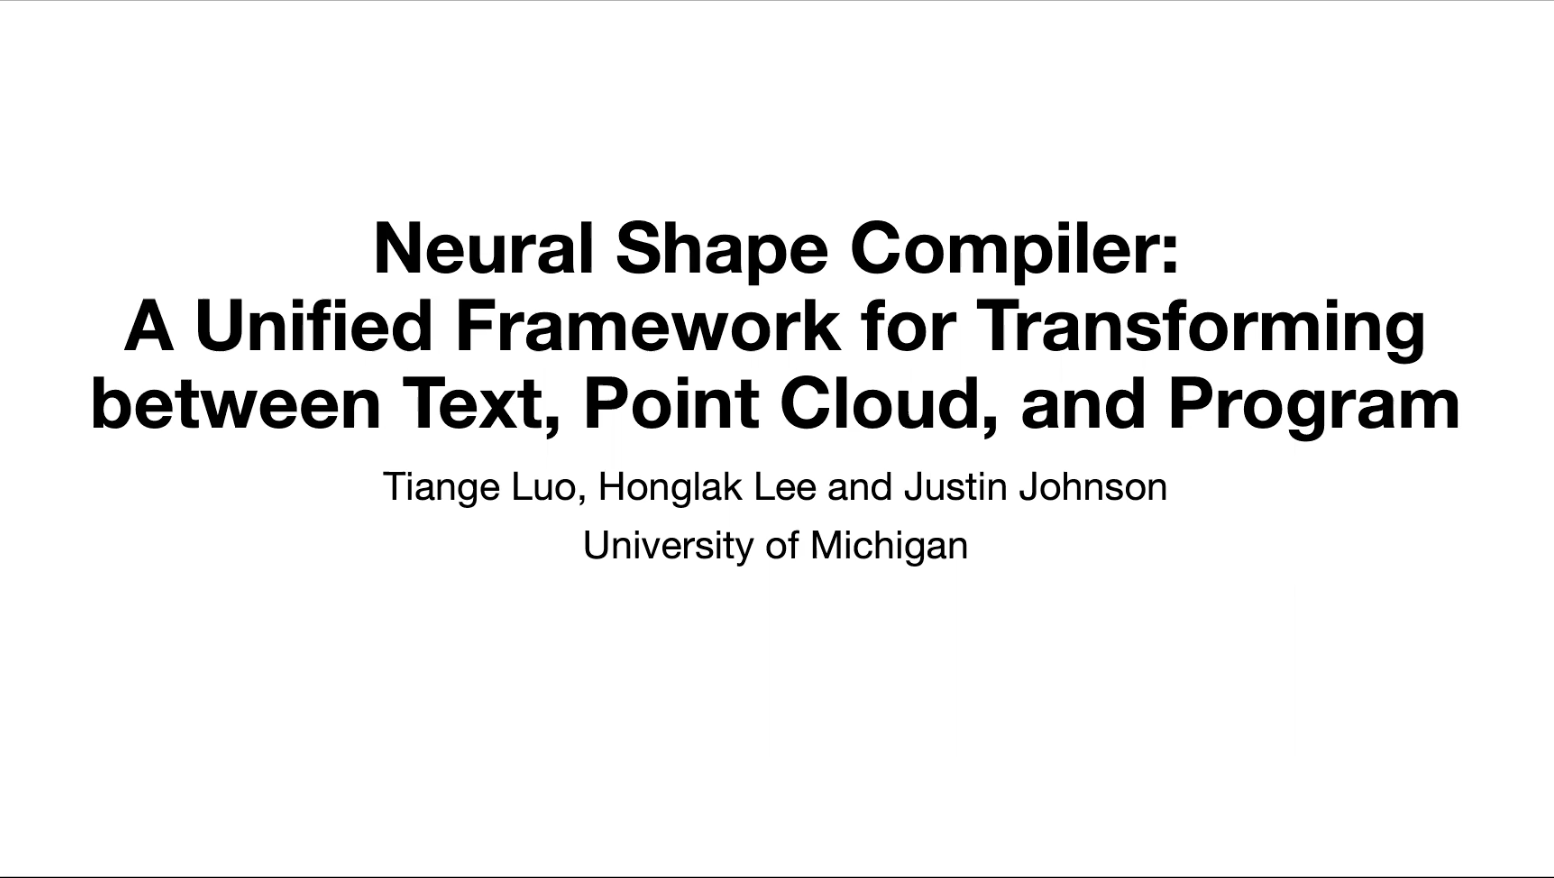 Neural Shape Compiler:
A Unified Framework for Transforming
between Text, Point Cloud, and Program
Tiange Luo, Honglak Lee and Justin Johnson
University of Michigan